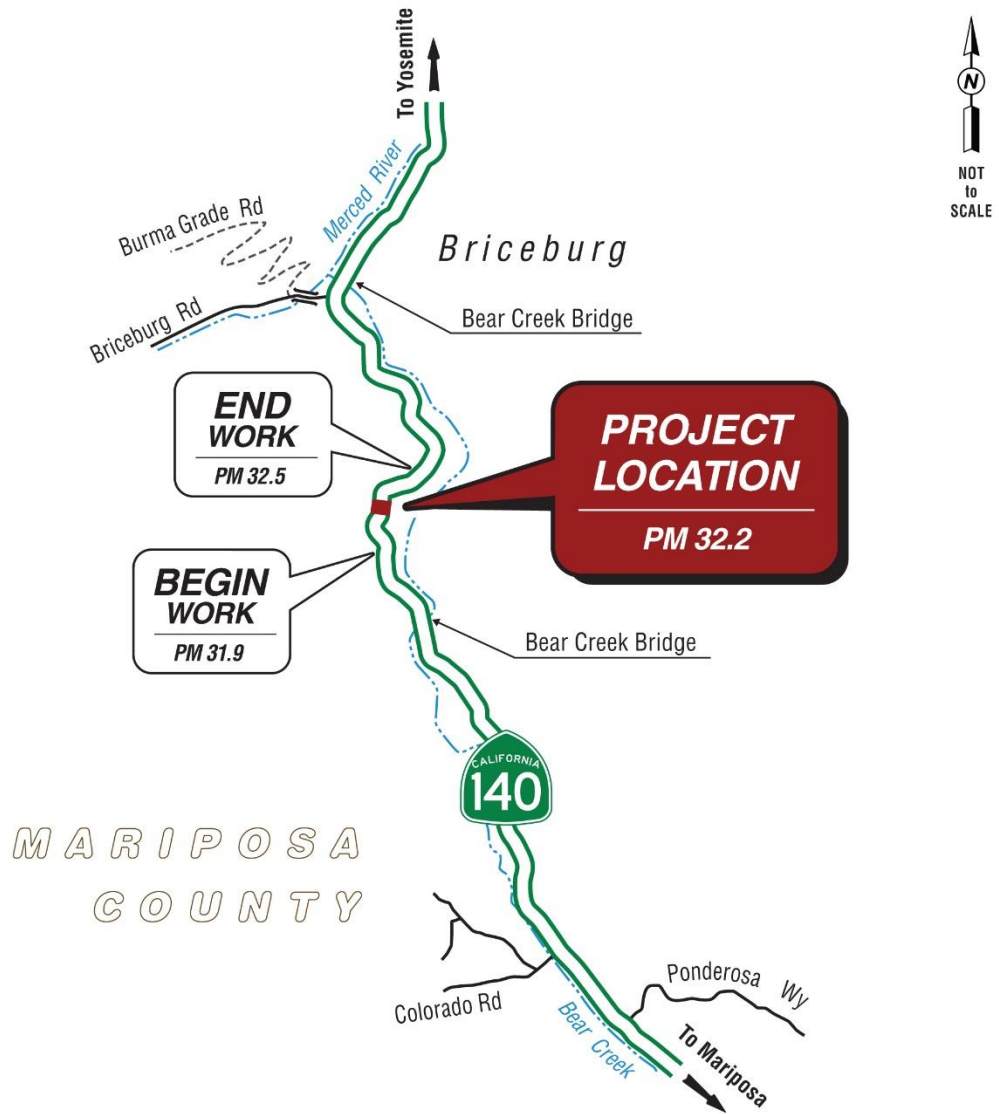 To Yosemite
N
NOT
to
SCALE
Merced River
Burma Grade Rd
Briceburg
Briceburg Rd
Bear Creek Bridge
END
WORK
PM 32.5
PROJECT
LOCATION
PM 32.2
BEGIN
WORK
PM 31.9
Bear Creek Bridge
CALIFORNIA
140
MARIPOSA
COUNTY
Ponderosa Wy
Colorado Rd
Bear Creek
To Mariposa